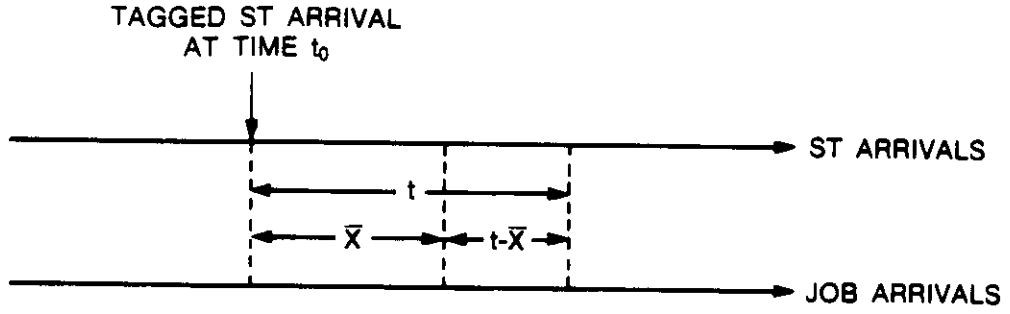 TAGGED ST ARRIVAL
AT TIME t₀
ST ARRIVALS
t
X̅ t-X̅
JOB ARRIVALS